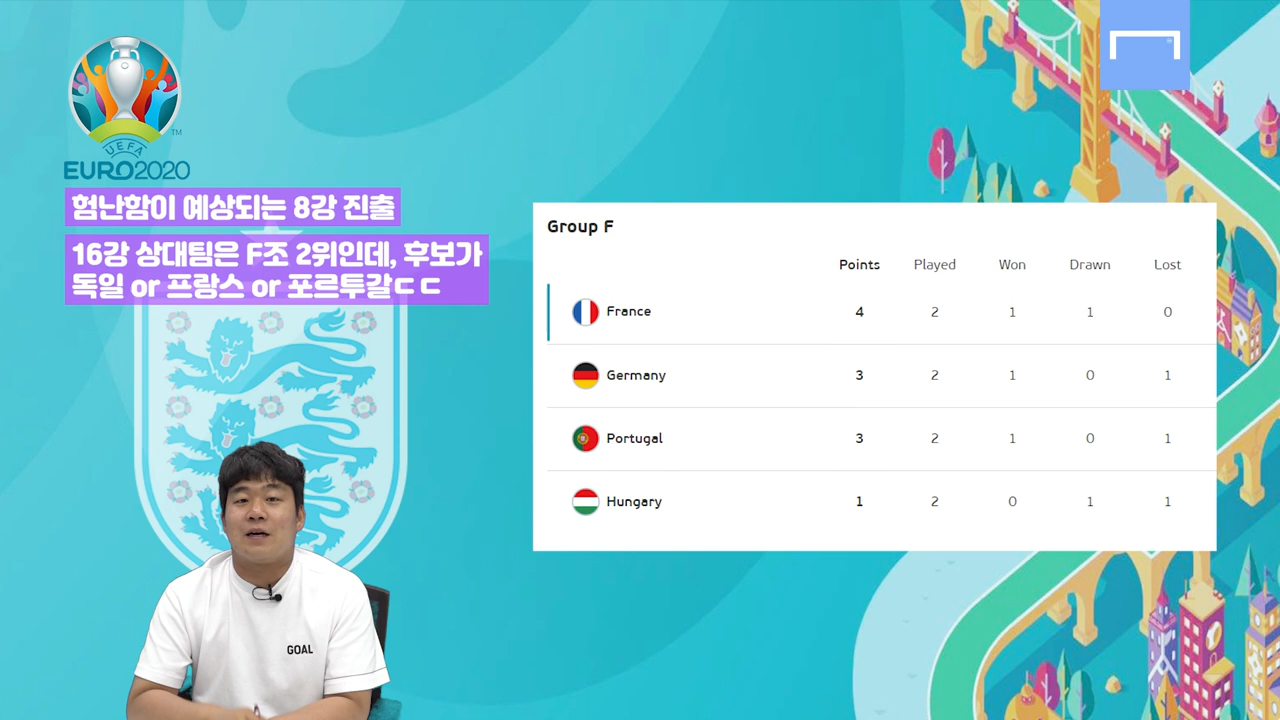 UEFA
TM
EURO2020
험난함이 예상되는 8강 진출
16강 상대팀은 F조 2위인데, 후보가
독일 or 프랑스 or 포르투갈ㄷㄷ
Group F
Points Played Won Drawn Lost
France 4 2 1 1 0
Germany 3 2 1 0 1
Portugal 3 2 1 0 1
Hungary 1 2 0 1 1
GOAL